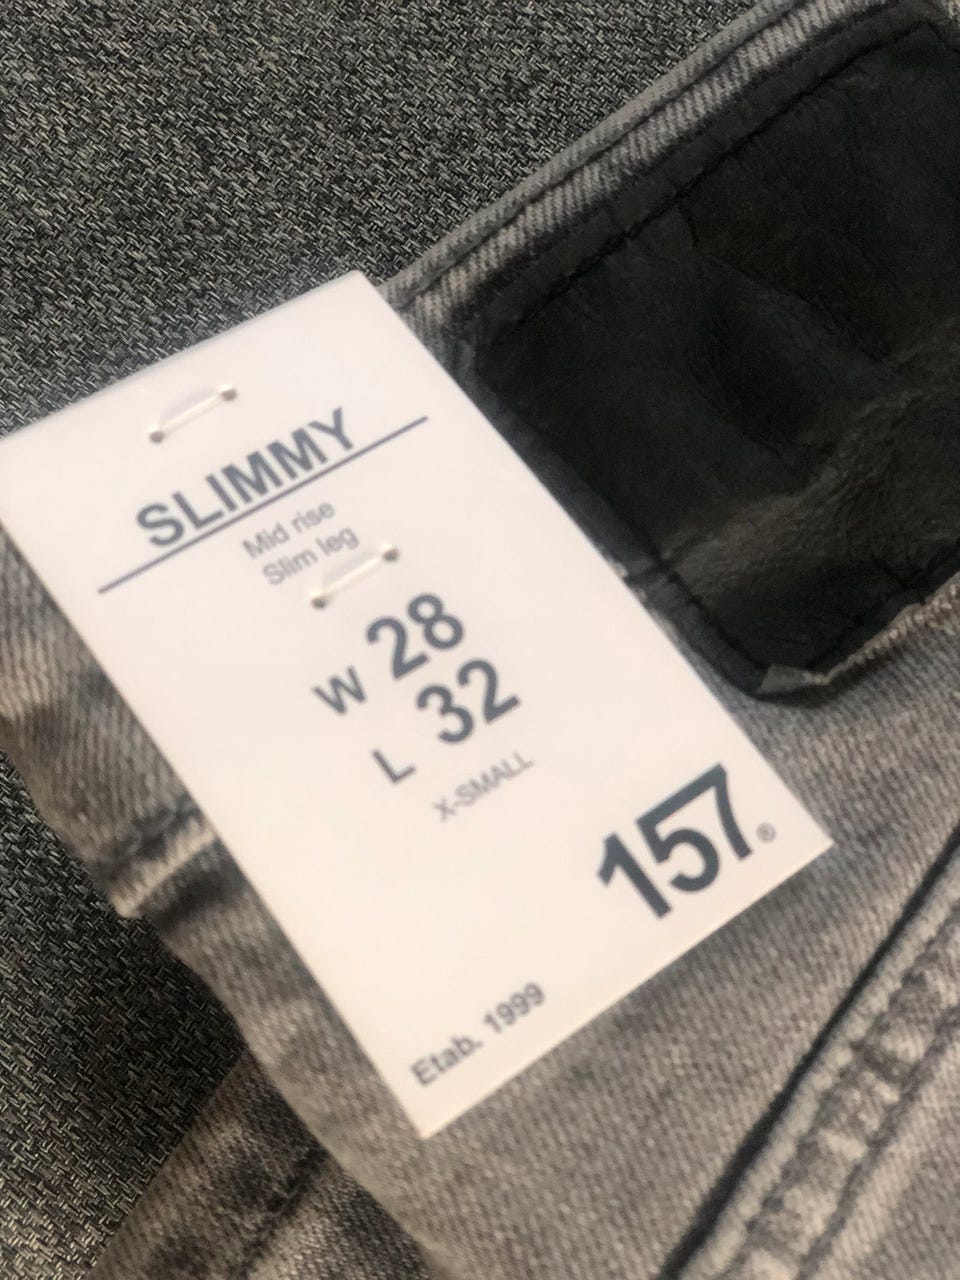 SLIMMY
Mid rise
Slim leg
W 28
L 32
X-SMALL
157®
Etab. 1999